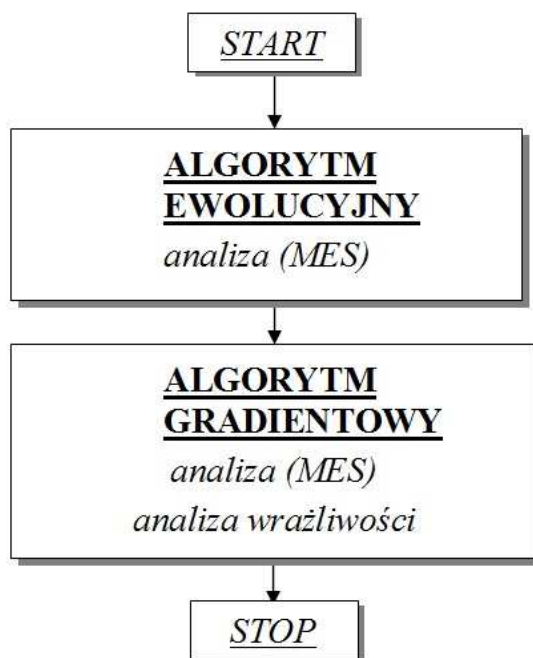 START
ALGORYTM
EWOLUCYJNY
analiza (MES)
ALGORYTM
GRADIENTOWY
analiza (MES)
analiza wrażliwości
STOP